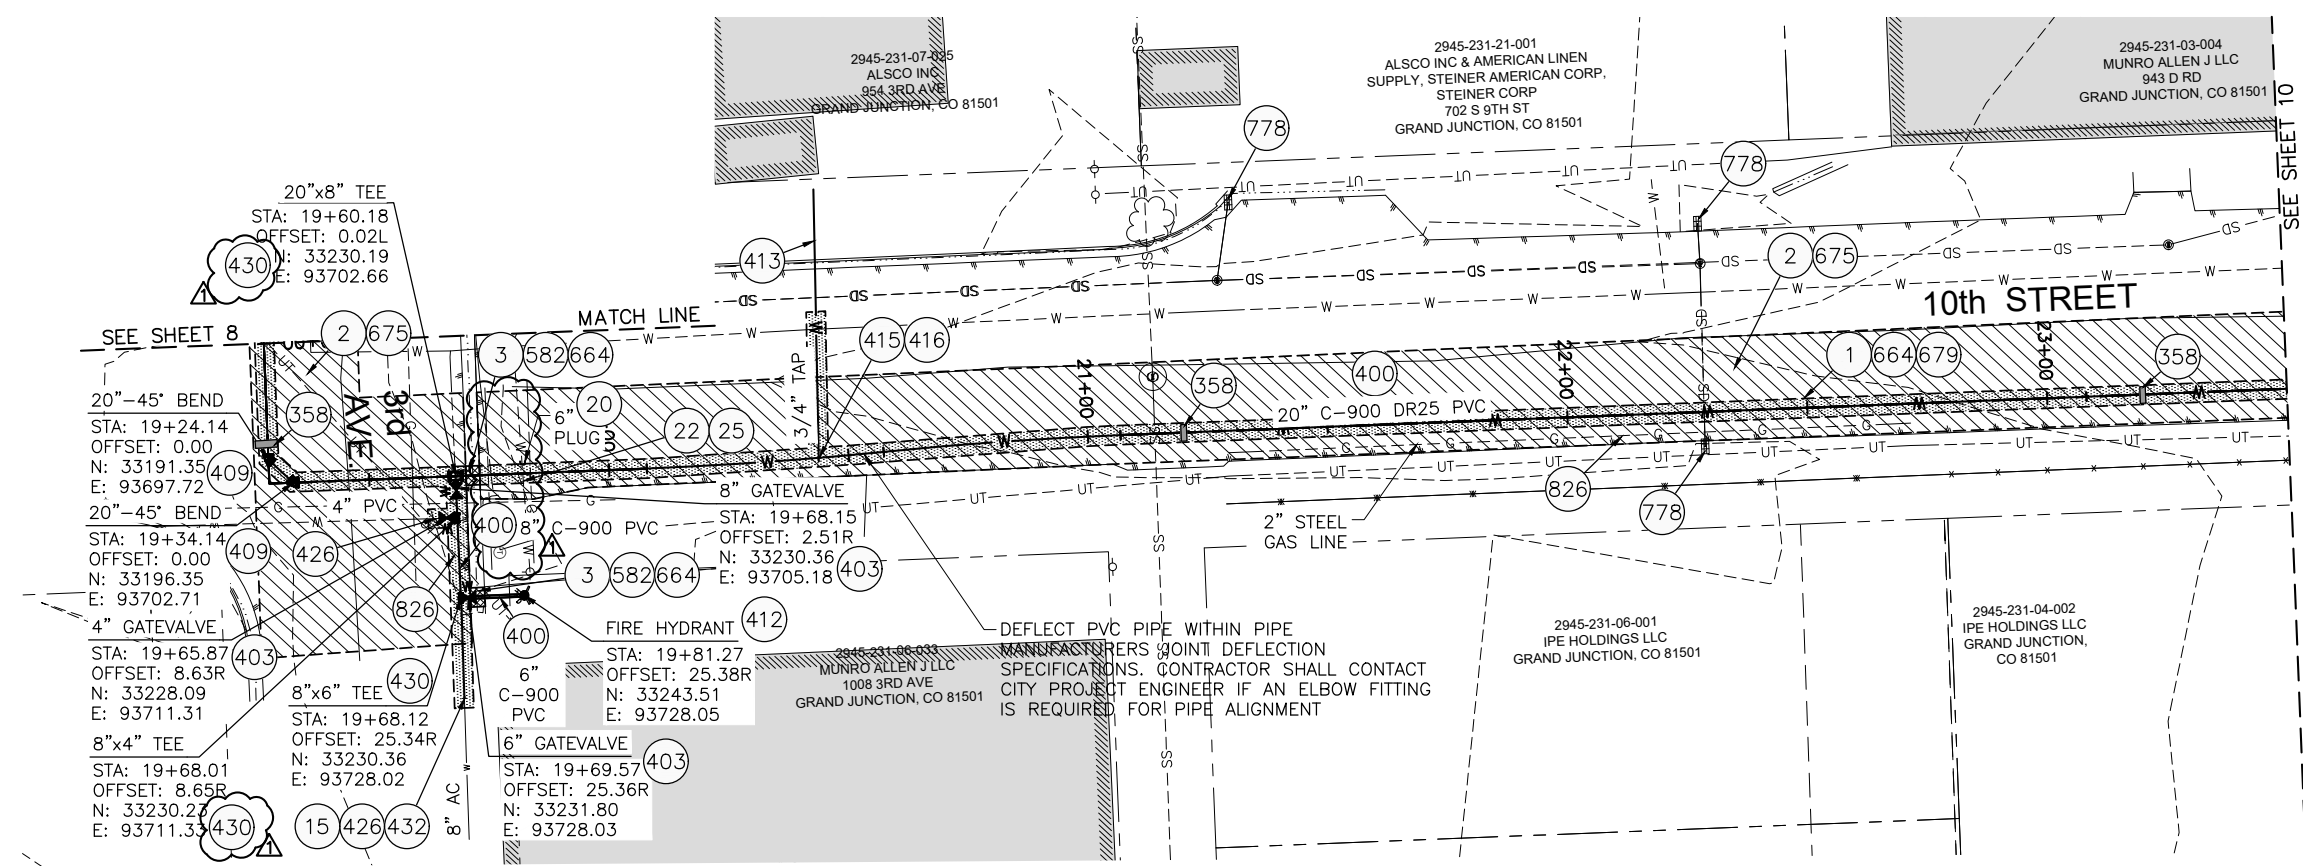 2945-231-07-025
ALSCO INC
954 3RD AVE
GRAND JUNCTION, CO 81501
2945-231-21-001
ALSCO INC & AMERICAN LINEN
SUPPLY, STEINER AMERICAN CORP,
STEINER CORP
702 S 9TH ST
GRAND JUNCTION, CO 81501
2945-231-03-004
MUNRO ALLEN J LLC
943 D RD
GRAND JUNCTION, CO 81501
SEE SHEET 10
778
778
20"x8" TEE
STA: 19+60.18
OFFSET: 0.02L
N: 33230.19
E: 93702.66
430
1
413
2 675
10th STREET
SEE SHEET 8
MATCH LINE
2 675
3 582 664
415 416
3/4" TAP
21+00
22+00
23+00
400
358
1 664 679
358
20" C-900 DR25 PVC
20"-45° BEND
STA: 19+24.14
OFFSET: 0.00
N: 33191.35
E: 93697.72
409
358
3rd
AVE.
20
6"
PLUG
22 25
20"-45° BEND
STA: 19+34.14
OFFSET: 0.00
N: 33196.35
E: 93702.71
409
4" PVC
426
400
8" C-900 PVC
1
8" GATEVALVE
STA: 19+68.15
OFFSET: 2.51R
N: 33230.36
E: 93705.18
403
3 582 664
2" STEEL
GAS LINE
826
778
826
400
6"
C-900
PVC
FIRE HYDRANT
412
STA: 19+81.27
OFFSET: 25.38R
N: 33243.51
E: 93728.05
4" GATEVALVE
STA: 19+65.87
OFFSET: 8.63R
N: 33228.09
E: 93711.31
403
8"x6" TEE
430
STA: 19+68.12
OFFSET: 25.34R
N: 33230.36
E: 93728.02
8"x4" TEE
STA: 19+68.01
OFFSET: 8.65R
N: 33230.23
E: 93711.33
430
1
15 426 432
8" AC
6" GATEVALVE
403
STA: 19+69.57
OFFSET: 25.36R
N: 33231.80
E: 93728.03
2945-231-06-033
MUNRO ALLEN J LLC
1008 3RD AVE
GRAND JUNCTION, CO 81501
DEFLECT PVC PIPE WITHIN PIPE
MANUFACTURERS JOINT DEFLECTION
SPECIFICATIONS. CONTRACTOR SHALL CONTACT
CITY PROJECT ENGINEER IF AN ELBOW FITTING
IS REQUIRED FOR PIPE ALIGNMENT
2945-231-06-001
IPE HOLDINGS LLC
GRAND JUNCTION, CO 81501
2945-231-04-002
IPE HOLDINGS LLC
GRAND JUNCTION,
CO 81501